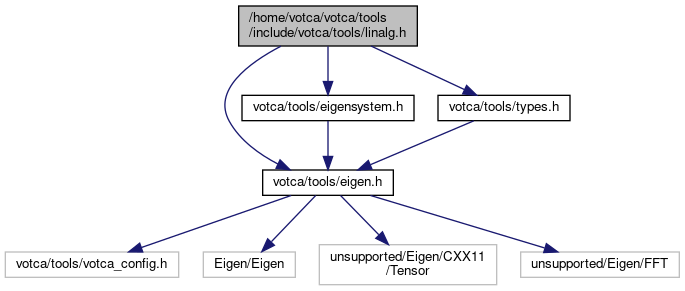 /home/votca/votca/tools
/include/votca/tools/linalg.h
votca/tools/eigensystem.h
votca/tools/types.h
votca/tools/eigen.h
votca/tools/votca_config.h
Eigen/Eigen
unsupported/Eigen/CXX11
/Tensor
unsupported/Eigen/FFT